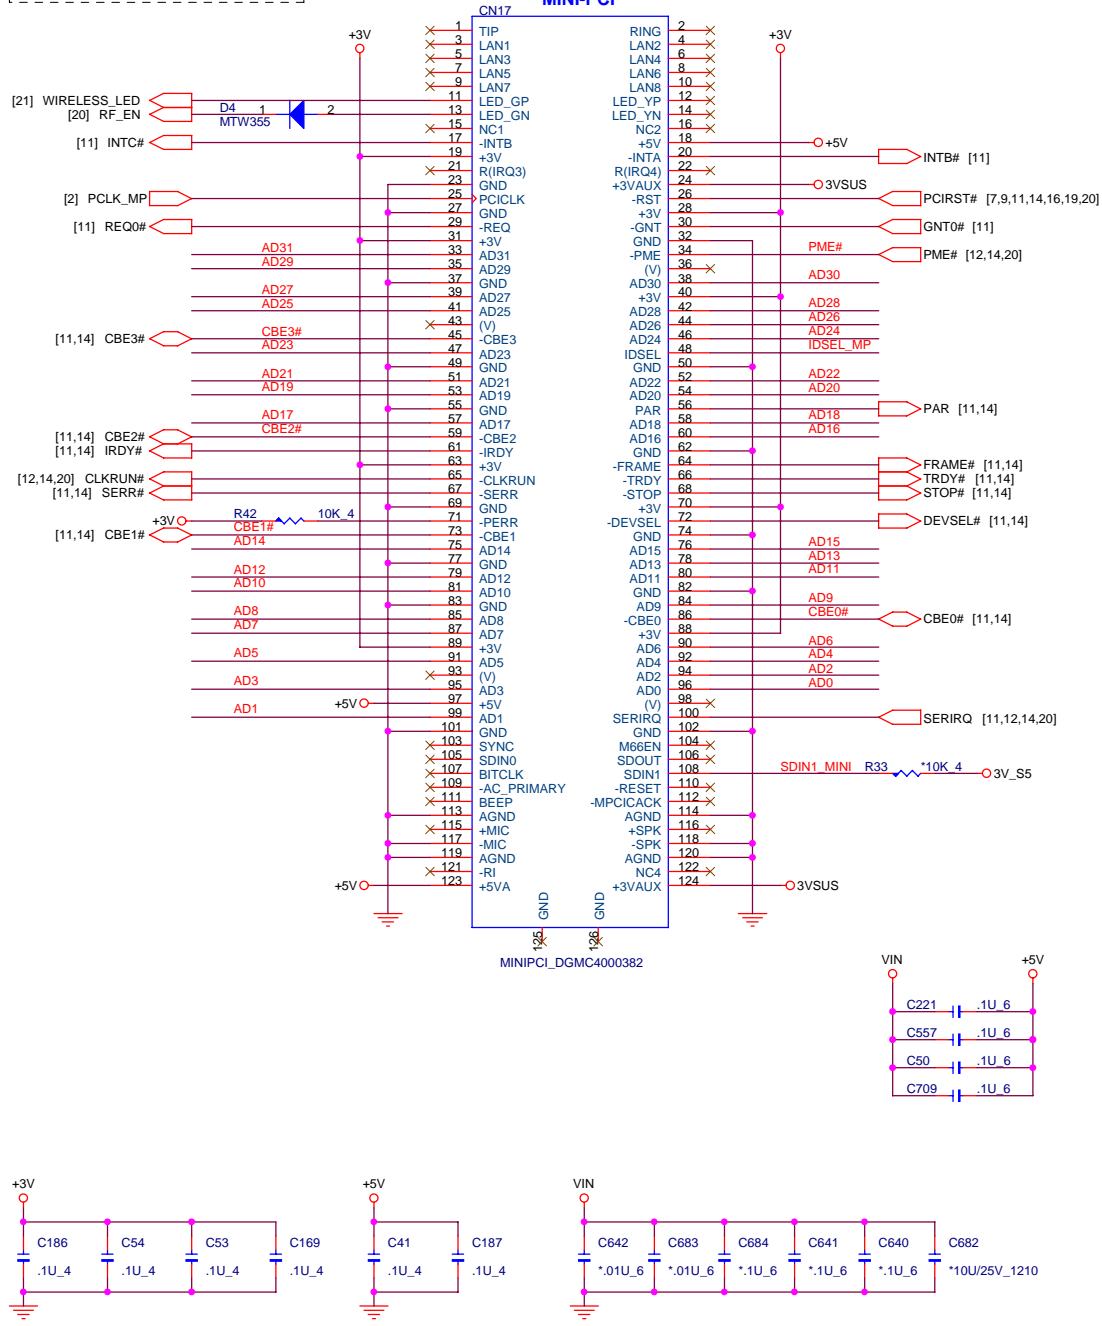 MINI-PCI
CN17
+3V
+3V
1 TIP RING 2
3 LAN1 LAN2 4
5 LAN3 LAN4 6
7 LAN5 LAN6 8
9 LAN7 LAN8 10
[21] WIRELESS_LED 11 LED_GP LED_YP 12
[20] RF_EN D4 1 2 13 LED_GN LED_YN 14
MTW355
15 NC1 NC2 16
[11] INTC# 17 -INTB +5V 18 +5V
19 +3V -INTA 20 INTB# [11]
21 R(IRQ3) R(IRQ4) 22
23 GND +3VAUX 24 3VSUS
[2] PCLK_MP 25 PCICLK -RST 26 PCIRST# [7,9,11,14,16,19,20]
27 GND +3V 28
[11] REQ0# 29 -REQ -GNT 30 GNT0# [11]
31 +3V GND 32
AD31 33 AD31 -PME 34 PME# PME# [12,14,20]
AD29 35 AD29 (V) 36
37 GND AD30 38 AD30
AD27 39 AD27 +3V 40
AD25 41 AD25 AD28 42 AD28
43 (V) AD26 44 AD26
[11,14] CBE3# CBE3# 45 -CBE3 AD24 46 AD24
AD23 47 AD23 IDSEL 48 IDSEL_MP
49 GND GND 50
AD21 51 AD21 AD22 52 AD22
AD19 53 AD19 AD20 54 AD20
55 GND PAR 56 PAR [11,14]
AD17 57 AD17 AD18 58 AD18
[11,14] CBE2# CBE2# 59 -CBE2 AD16 60 AD16
[11,14] IRDY# 61 -IRDY GND 62
63 +3V -FRAME 64 FRAME# [11,14]
[12,14,20] CLKRUN# 65 -CLKRUN -TRDY 66 TRDY# [11,14]
[11,14] SERR# 67 -SERR -STOP 68 STOP# [11,14]
69 GND +3V 70
+3V R42 10K_4 71 -PERR -DEVSEL 72 DEVSEL# [11,14]
[11,14] CBE1# CBE1# 73 -CBE1 GND 74
AD14 75 AD14 AD15 76 AD15
77 GND AD13 78 AD13
AD12 79 AD12 AD11 80 AD11
AD10 81 AD10 GND 82
83 GND AD9 84 AD9
AD8 85 AD8 -CBE0 86 CBE0# CBE0# [11,14]
AD7 87 AD7 +3V 88
89 +3V AD6 90 AD6
AD5 91 AD5 AD4 92 AD4
93 (V) AD2 94 AD2
AD3 95 AD3 AD0 96 AD0
+5V 97 +5V (V) 98
AD1 99 AD1 SERIRQ 100 SERIRQ [11,12,14,20]
101 GND GND 102
103 SYNC M66EN 104
105 SDIN0 SDOUT 106
107 BITCLK SDIN1 108 SDIN1_MINI R33 *10K_4 3V_S5
109 -AC_PRIMARY -RESET 110
111 BEEP -MPCICACK 112
113 AGND AGND 114
115 +MIC +SPK 116
117 -MIC -SPK 118
119 AGND AGND 120
121 -RI NC4 122
+5V 123 +5VA +3VAUX 124 3VSUS
GND GND
125 126
MINIPCI_DGMC4000382
VIN +5V
C221 .1U_6
C557 .1U_6
C50 .1U_6
C709 .1U_6
+3V +5V VIN
C186 C54 C53 C169 C41 C187 C642 C683 C684 C641 C640 C682
.1U_4 .1U_4 .1U_4 .1U_4 .1U_4 .1U_4 *.01U_6 *.01U_6 *.1U_6 *.1U_6 *.1U_6 *10U/25V_1210